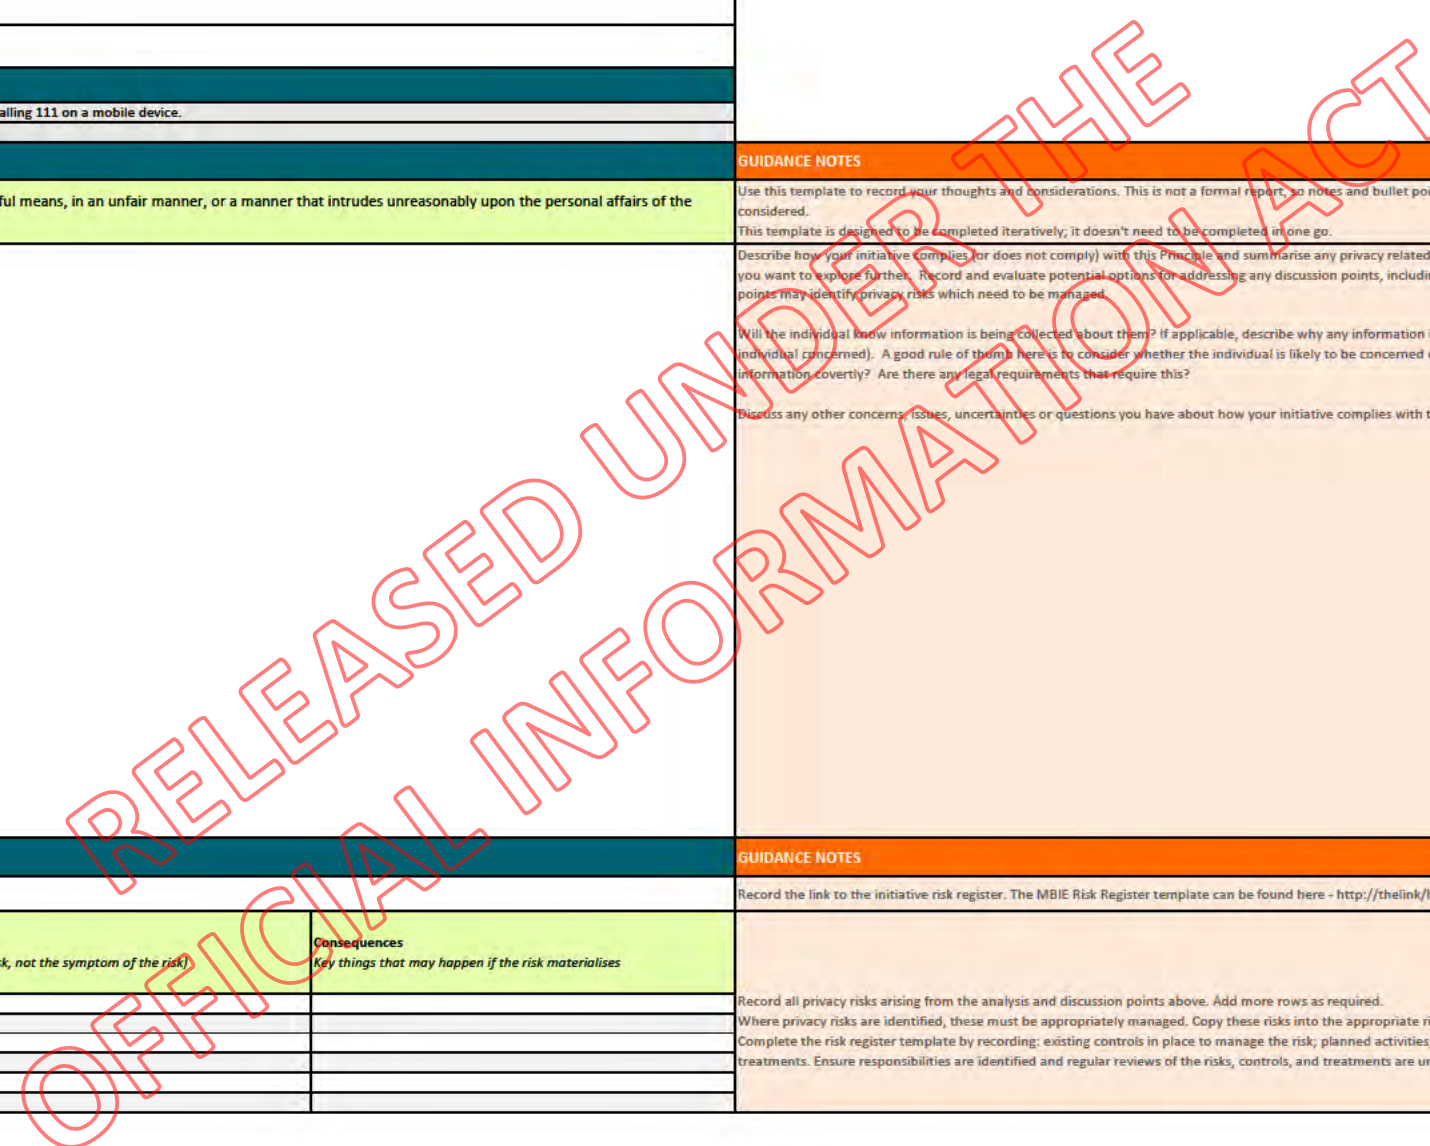 alling 111 on a mobile device.
GUIDANCE NOTES
ful means, in an unfair manner, or a manner that intrudes unreasonably upon the personal affairs of the
Use this template to record your thoughts and considerations. This is not a formal report, so notes and bullet poi
considered.
This template is designed to be completed iteratively; it doesn't need to be completed in one go.
Describe how your initiative complies (or does not comply) with this Principle and summarise any privacy related
you want to explore further.  Record and evaluate potential options for addressing any discussion points, includin
points may identify privacy risks which need to be managed.
Will the individual know information is being collected about them? If applicable, describe why any information i
individual concerned).  A good rule of thumb here is to consider whether the individual is likely to be concerned
information covertly?  Are there any legal requirements that require this?
Discuss any other concerns, issues, uncertainties or questions you have about how your initiative complies with t
RELEASED UNDER THE
OFFICIAL INFORMATION ACT
GUIDANCE NOTES
Record the link to the initiative risk register. The MBIE Risk Register template can be found here - http://thelink/h
sk, not the symptom of the risk)
Consequences
Key things that may happen if the risk materialises
Record all privacy risks arising from the analysis and discussion points above. Add more rows as required.
Where privacy risks are identified, these must be appropriately managed. Copy these risks into the appropriate ri
Complete the risk register template by recording: existing controls in place to manage the risk; planned activities
treatments. Ensure responsibilities are identified and regular reviews of the risks, controls, and treatments are un